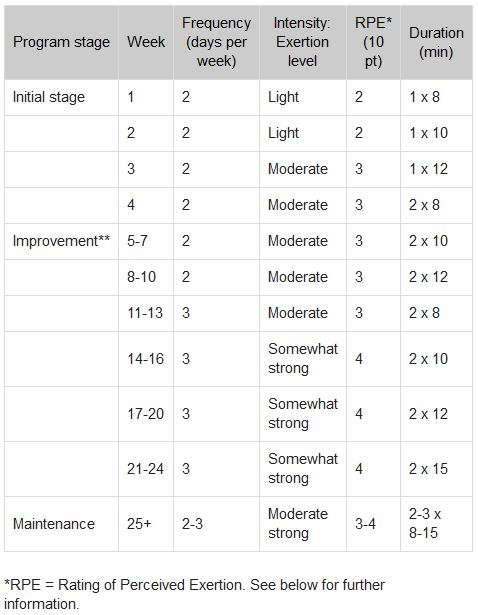 Program stage Week Frequency (days per week) Intensity: Exertion level RPE* (10 pt) Duration (min)
Initial stage 1 2 Light 2 1 x 8
2 2 Light 2 1 x 10
3 2 Moderate 3 1 x 12
4 2 Moderate 3 2 x 8
Improvement** 5-7 2 Moderate 3 2 x 10
8-10 2 Moderate 3 2 x 12
11-13 3 Moderate 3 2 x 8
14-16 3 Somewhat strong 4 2 x 10
17-20 3 Somewhat strong 4 2 x 12
21-24 3 Somewhat strong 4 2 x 15
Maintenance 25+ 2-3 Moderate strong 3-4 2-3 x 8-15
*RPE = Rating of Perceived Exertion. See below for further
information.